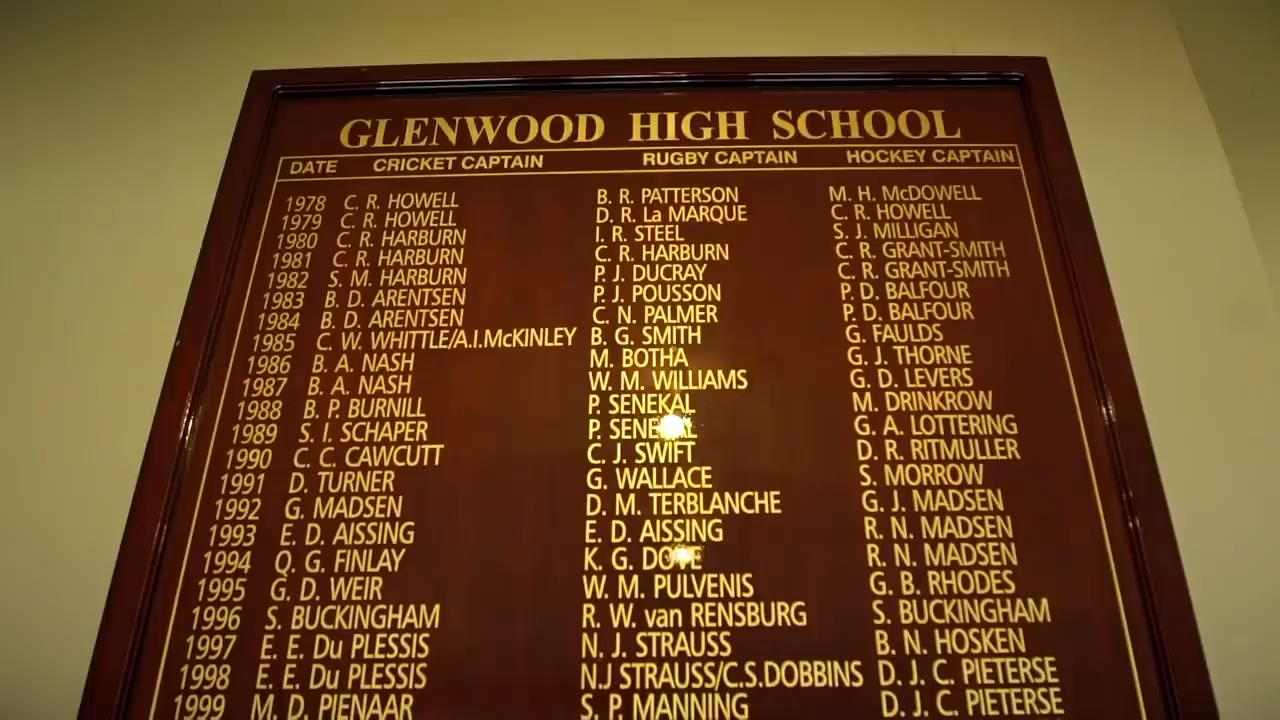 GLENWOOD HIGH SCHOOL
DATE CRICKET CAPTAIN RUGBY CAPTAIN HOCKEY CAPTAIN
1978 C. R. HOWELL B. R. PATTERSON M. H. McDOWELL
1979 C. R. HOWELL D. R. La MARQUE C. R. HOWELL
1980 C. R. HARBURN I. R. STEEL S. J. MILLIGAN
1981 C. R. HARBURN C. R. HARBURN C. R. GRANT-SMITH
1982 S. M. HARBURN P. J. DUCRAY C. R. GRANT-SMITH
1983 B. D. ARENTSEN P. J. POUSSON P. D. BALFOUR
1984 B. D. ARENTSEN C. N. PALMER P. D. BALFOUR
1985 C. W. WHITTLE/A.I.McKINLEY B. G. SMITH G. FAULDS
1986 B. A. NASH M. BOTHA G. J. THORNE
1987 B. A. NASH W. M. WILLIAMS G. D. LEVERS
1988 B. P. BURNILL P. SENEKAL M. DRINKROW
1989 S. I. SCHAPER P. SENEKAL G. A. LOTTERING
1990 C. C. CAWCUTT C. J. SWIFT D. R. RITMULLER
1991 D. TURNER G. WALLACE S. MORROW
1992 G. MADSEN D. M. TERBLANCHE G. J. MADSEN
1993 E. D. AISSING E. D. AISSING R. N. MADSEN
1994 Q. G. FINLAY K. G. R. N. MADSEN
1995 G. D. WEIR W. M. PULVENIS G. B. RHODES
1996 S. BUCKINGHAM R. W. van RENSBURG S. BUCKINGHAM
1997 E. E. Du PLESSIS N. J. STRAUSS B. N. HOSKEN
1998 E. E. Du PLESSIS N.J STRAUSS/C.S.DOBBINS D. J. C. PIETERSE
1999 M. D. PIENAAR S. P. MANNING D. J. C. PIETERSE